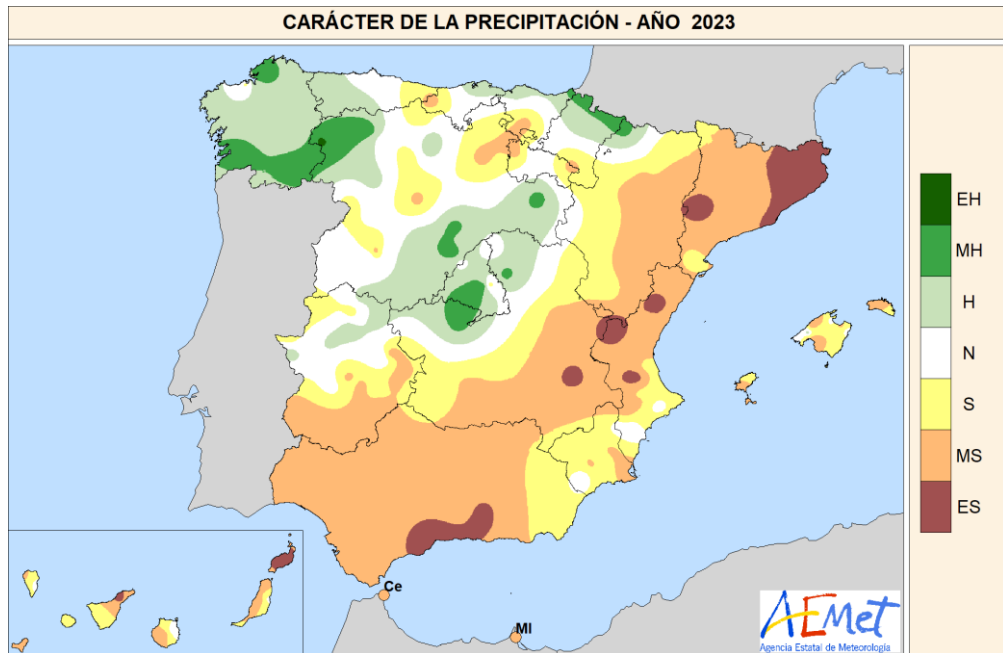 CARÁCTER DE LA PRECIPITACIÓN - AÑO 2023
EH
MH
H
N
S
MS
ES
Ce
Ml
AEMet
Agencia Estatal de Meteorología